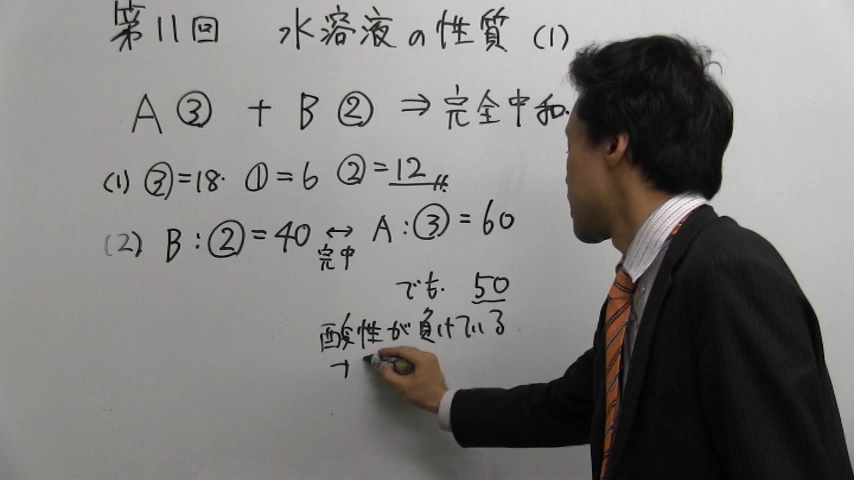 第11回 水溶液の性質 (1)
A ③ + B ② ⇒ 完全中和.
(1) ③=18. ①=6 ②=12
(2) B:②=40 ↔ A:③=60
完中
でも. 50
酸性が負けている